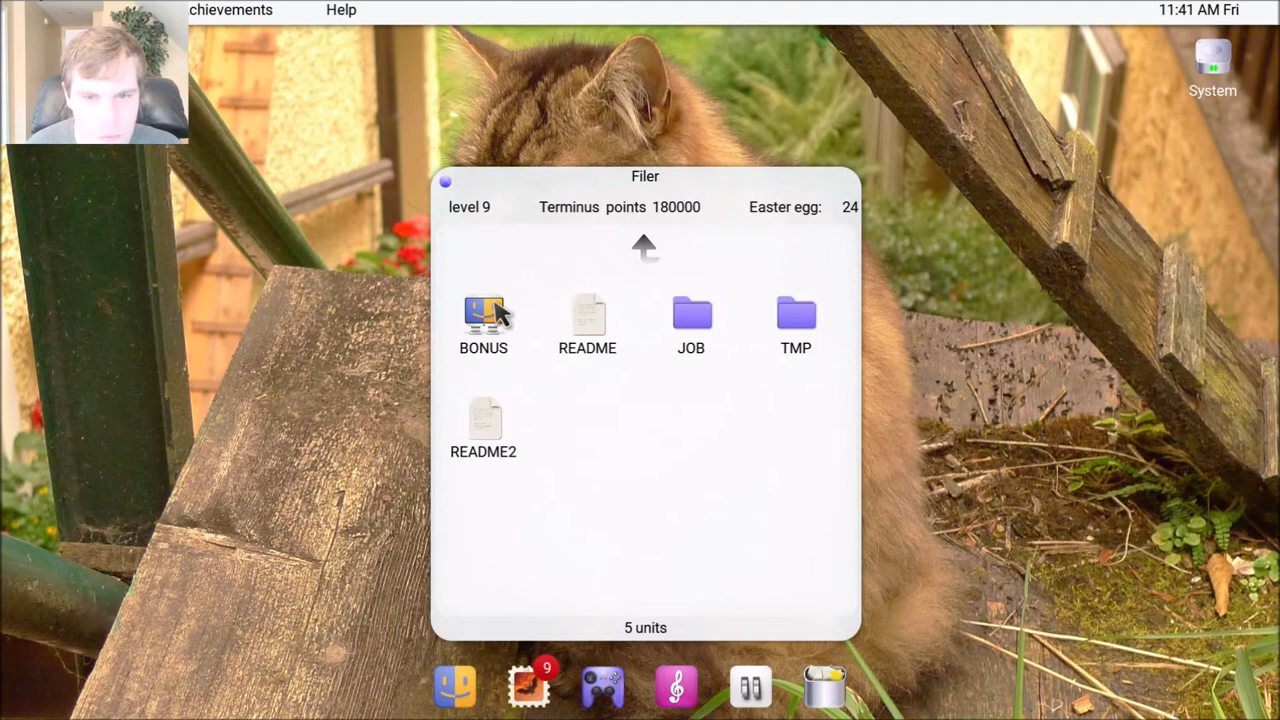 chievements Help 11:41 AM Fri
System
Filer
level 9 Terminus points 180000 Easter egg: 24
BONUS README JOB TMP
README2
5 units
9